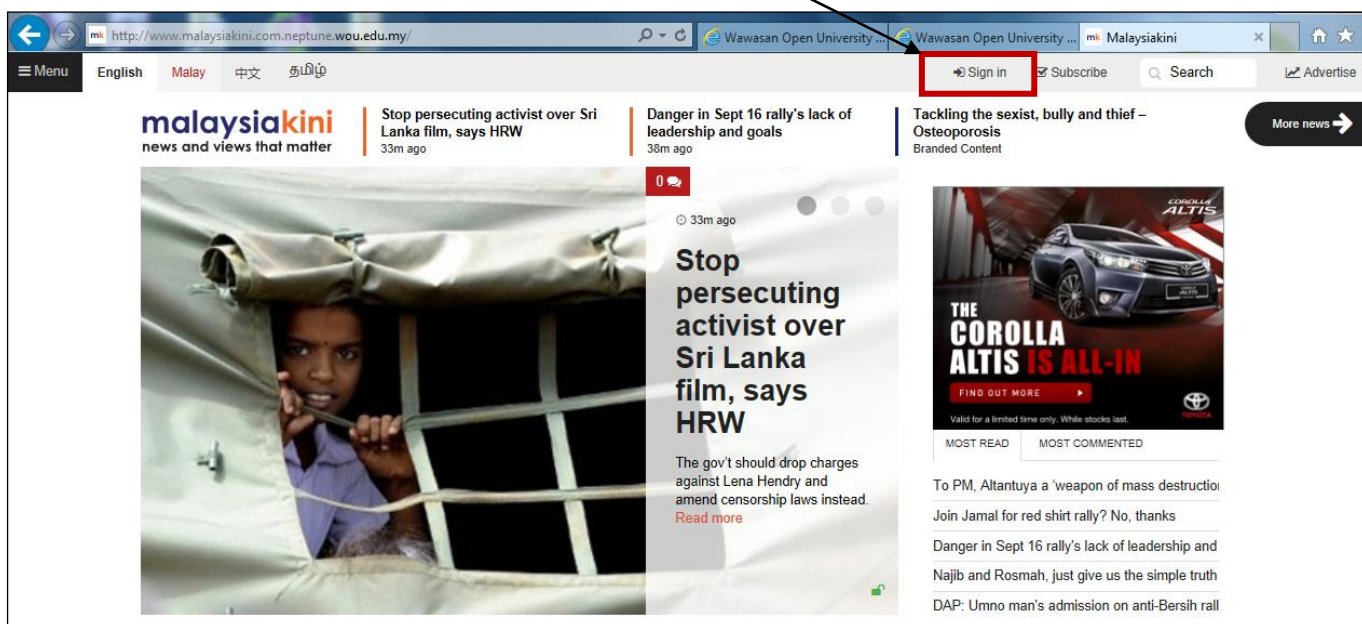 mk http://www.malaysiakini.com.neptune.wou.edu.my/
Wawasan Open University ...
Wawasan Open University ...
mk Malaysiakini
Menu
English
Malay
中文
தமிழ்
Sign in
Subscribe
Search
Advertise
malaysiakini
news and views that matter
Stop persecuting activist over Sri
Lanka film, says HRW
33m ago
Danger in Sept 16 rally's lack of
leadership and goals
38m ago
Tackling the sexist, bully and thief –
Osteoporosis
Branded Content
More news
0
33m ago
Stop
persecuting
activist over
Sri Lanka
film, says
HRW
The gov't should drop charges
against Lena Hendry and
amend censorship laws instead.
Read more
COROLLA
ALTIS
ALTIS
THE
COROLLA
ALTIS IS ALL-IN
FIND OUT MORE
Valid for a limited time only. While stocks last.
TOYOTA
MOST READ
MOST COMMENTED
To PM, Altantuya a 'weapon of mass destructio
Join Jamal for red shirt rally? No, thanks
Danger in Sept 16 rally's lack of leadership and
Najib and Rosmah, just give us the simple truth
DAP: Umno man's admission on anti-Bersih rall